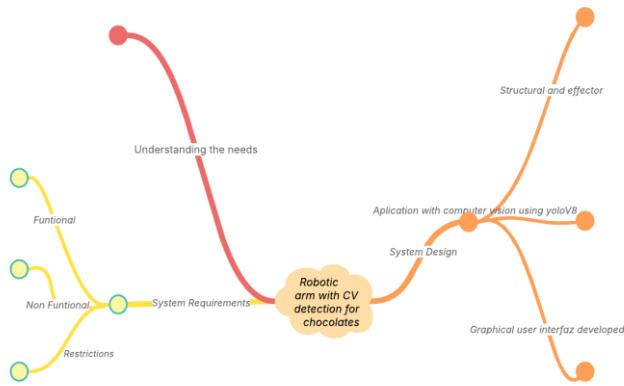 Structural and effector
Understanding the needs
Funtional
Aplication with computer vision using yoloV8
System Design
Robotic
arm with CV
detection for
chocolates
Non Funtional
System Requirements
Graphical user interfaz developed
Restrictions